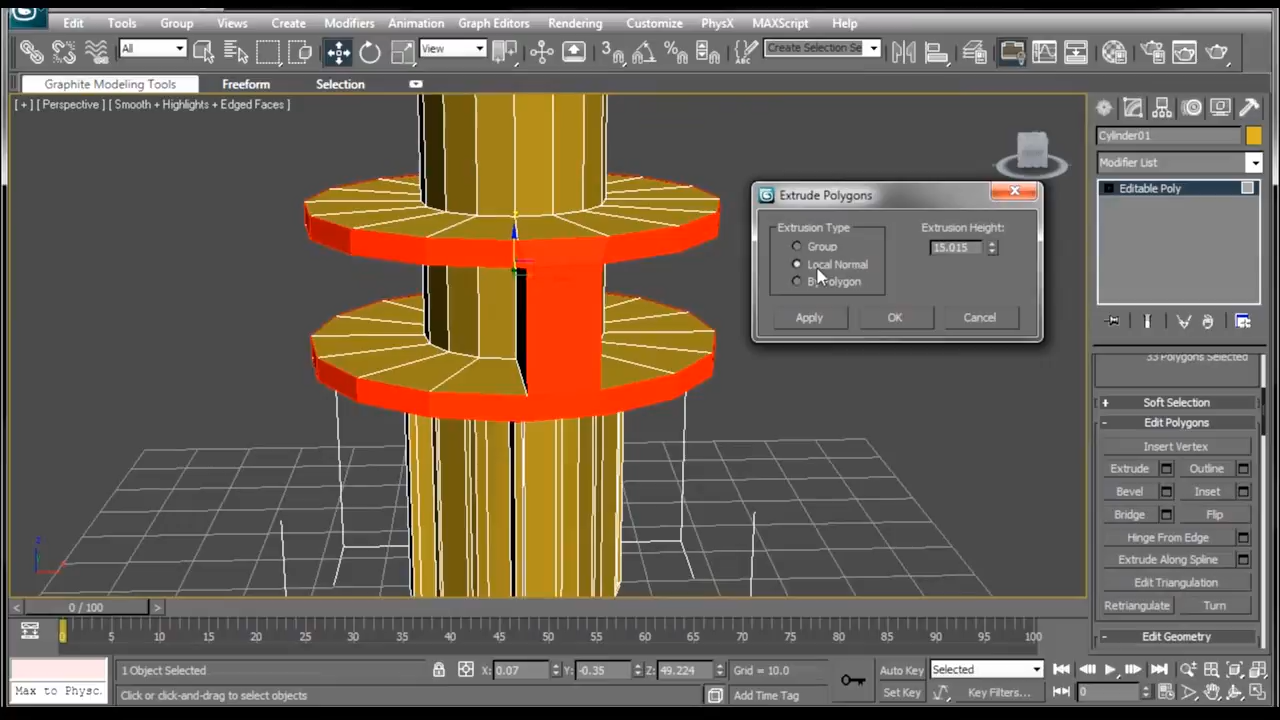 Edit Tools Group Views Create Modifiers Animation Graph Editors Rendering Customize PhysX MAXScript Help
All View 3 Create Selection Se
Graphite Modeling Tools Freeform Selection
[ + ] [ Perspective ] [ Smooth + Highlights + Edged Faces ]
Cylinder01
Modifier List
Editable Poly
Extrude Polygons
Extrusion Type Extrusion Height:
Group 15.015
Local Normal
By Polygon
Apply OK Cancel
33 Polygons Selected
+ Soft Selection
- Edit Polygons
Insert Vertex
Extrude Outline
Bevel Inset
Bridge Flip
Hinge From Edge
Extrude Along Spline
Edit Triangulation
Retriangulate Turn
- Edit Geometry
< 0 / 100 >
0 5 10 15 20 25 30 35 40 45 50 55 60 65 70 75 80 85 90 95 100
1 Object Selected X: 0.07 Y: -0.35 Z: 49.224 Grid = 10.0 Auto Key Selected
Max to Physc. Click or click-and-drag to select objects Add Time Tag Set Key Key Filters... 0